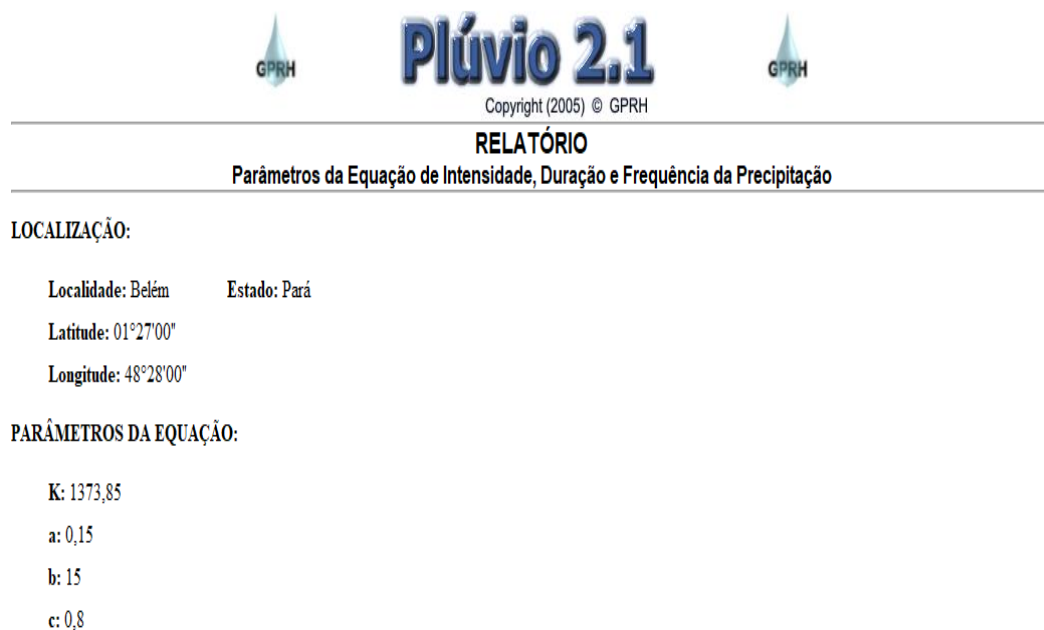 GPRH
Plúvio 2.1
GPRH
Copyright (2005) © GPRH
RELATÓRIO
Parâmetros da Equação de Intensidade, Duração e Frequência da Precipitação
LOCALIZAÇÃO:
Localidade: Belém Estado: Pará
Latitude: 01°27'00"
Longitude: 48°28'00"
PARÂMETROS DA EQUAÇÃO:
K: 1373,85
a: 0,15
b: 15
c: 0,8